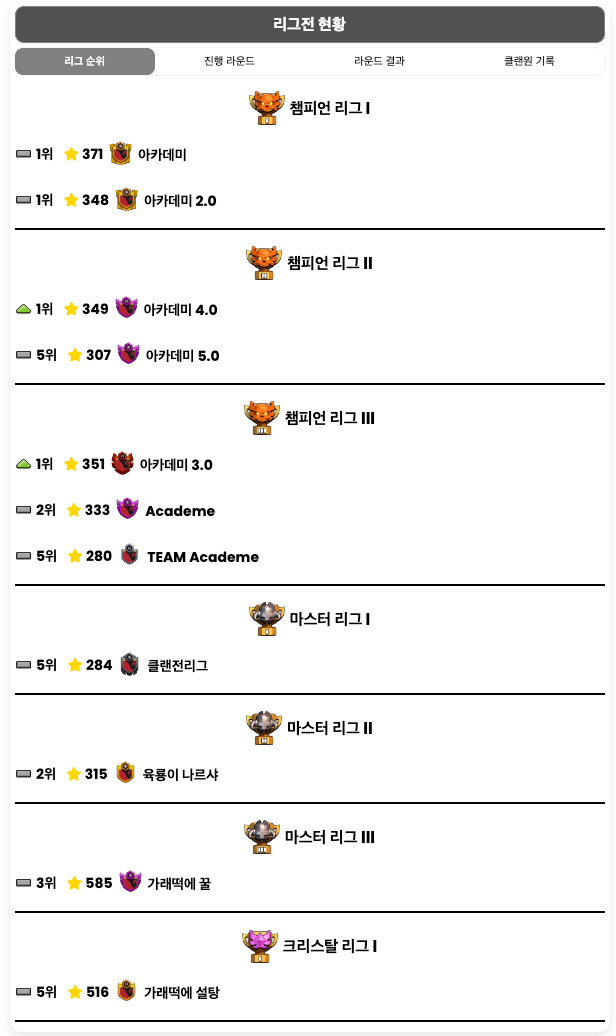 리그전 현황
리그 순위 진행 라운드 라운드 결과 클랜원 기록
챔피언 리그 I
1위 371 아카데미
1위 348 아카데미 2.0
챔피언 리그 II
1위 349 아카데미 4.0
5위 307 아카데미 5.0
챔피언 리그 III
1위 351 아카데미 3.0
2위 333 Academe
5위 280 TEAM Academe
마스터 리그 I
5위 284 클랜전리그
마스터 리그 II
2위 315 육룡이 나르샤
마스터 리그 III
3위 585 가래떡에 꿀
크리스탈 리그 I
5위 516 가래떡에 설탕